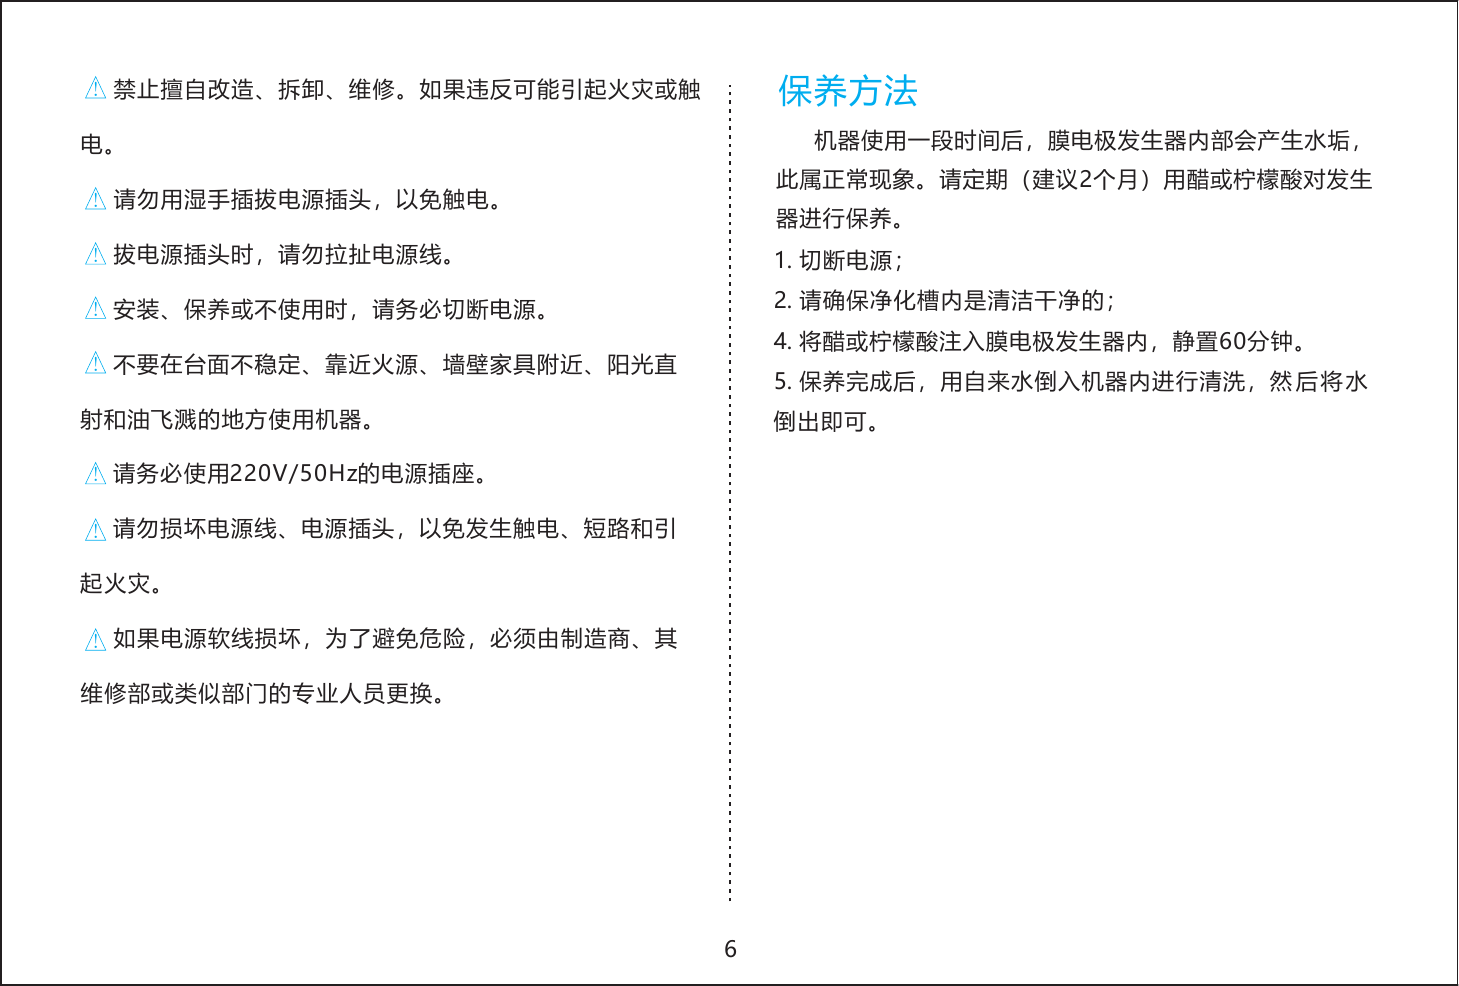 禁止擅自改造、拆卸、维修。如果违反可能引起火灾或触
电。
请勿用湿手插拔电源插头，以免触电。
拔电源插头时，请勿拉扯电源线。
安装、保养或不使用时，请务必切断电源。
不要在台面不稳定、靠近火源、墙壁家具附近、阳光直
射和油飞溅的地方使用机器。
请务必使用220V/50Hz的电源插座。
请勿损坏电源线、电源插头，以免发生触电、短路和引
起火灾。
如果电源软线损坏，为了避免危险，必须由制造商、其
维修部或类似部门的专业人员更换。
保养方法
机器使用一段时间后，膜电极发生器内部会产生水垢，
此属正常现象。请定期（建议2个月）用醋或柠檬酸对发生
器进行保养。
1. 切断电源；
2. 请确保净化槽内是清洁干净的；
4. 将醋或柠檬酸注入膜电极发生器内，静置60分钟。
5. 保养完成后，用自来水倒入机器内进行清洗，然后将水
倒出即可。
6